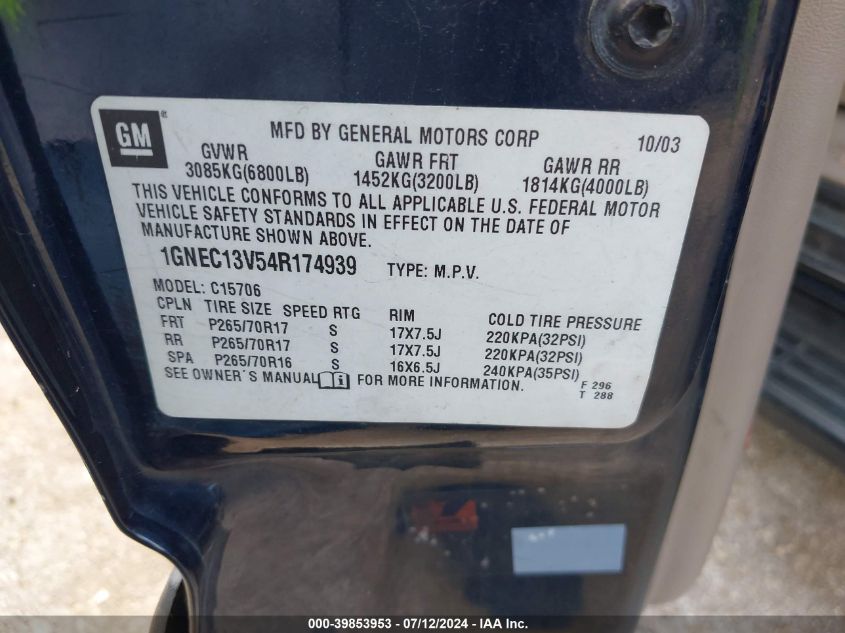 GM
®
MFD BY GENERAL MOTORS CORP 10/03
GVWR GAWR FRT GAWR RR
3085KG(6800LB) 1452KG(3200LB) 1814KG(4000LB)
THIS VEHICLE CONFORMS TO ALL APPLICABLE U.S. FEDERAL MOTOR
VEHICLE SAFETY STANDARDS IN EFFECT ON THE DATE OF
MANUFACTURE SHOWN ABOVE.
1GNEC13V54R174939 TYPE: M.P.V.
MODEL: C15706
CPLN TIRE SIZE SPEED RTG RIM COLD TIRE PRESSURE
FRT P265/70R17 S 17X7.5J 220KPA(32PSI)
RR P265/70R17 S 17X7.5J 220KPA(32PSI)
SPA P265/70R16 S 16X6.5J 240KPA(35PSI)
SEE OWNER'S MANUAL FOR MORE INFORMATION.
F 296
T 288
000-39853953 - 07/12/2024 - IAA Inc.